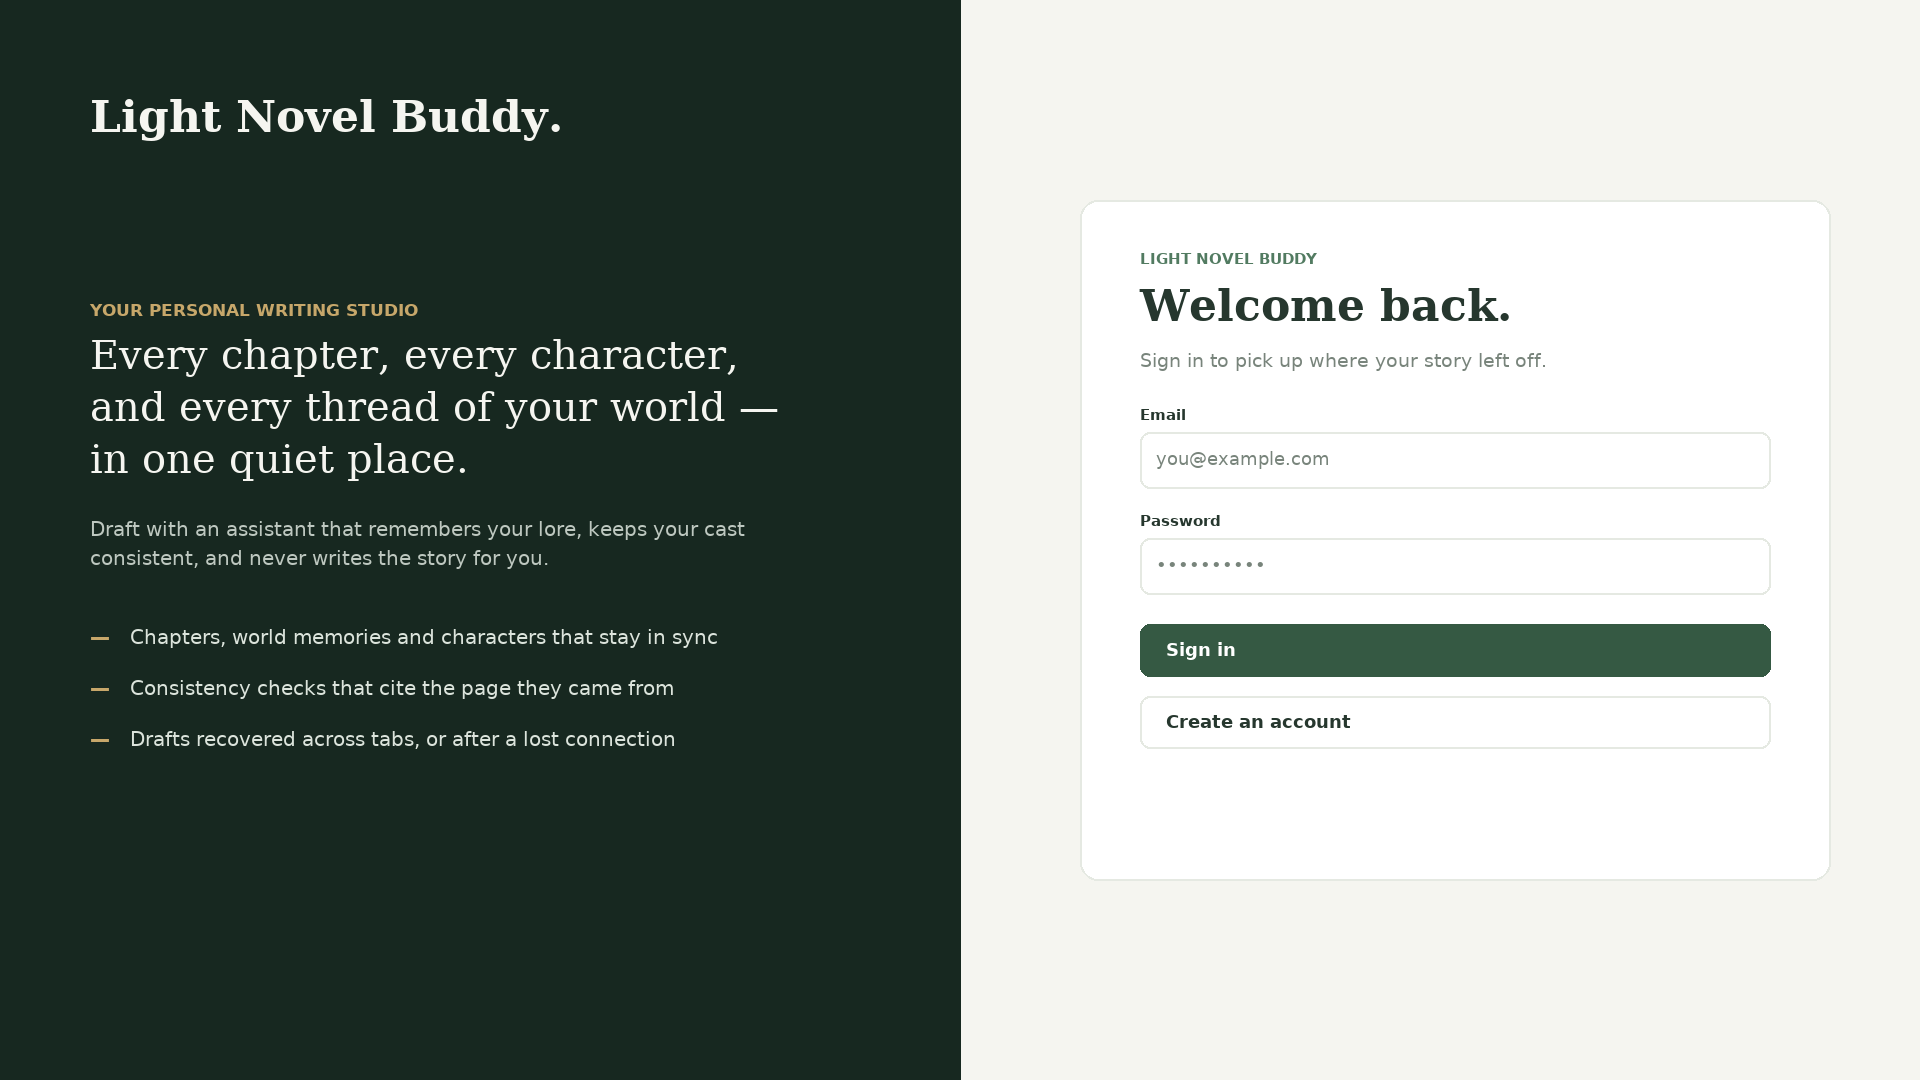 Light Novel Buddy.
YOUR PERSONAL WRITING STUDIO
Every chapter, every character,
and every thread of your world —
in one quiet place.
Draft with an assistant that remembers your lore, keeps your cast
consistent, and never writes the story for you.
— Chapters, world memories and characters that stay in sync
— Consistency checks that cite the page they came from
— Drafts recovered across tabs, or after a lost connection
LIGHT NOVEL BUDDY
Welcome back.
Sign in to pick up where your story left off.
Email
you@example.com
Password
••••••••••
Sign in
Create an account